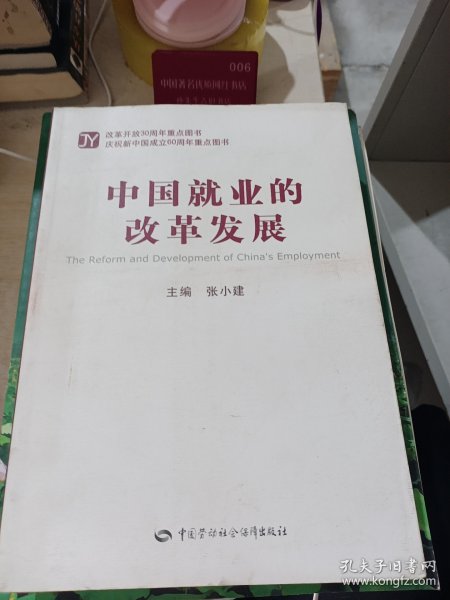 006
中国著名优质网红书店
JY
改革开放30周年重点图书
庆祝新中国成立60周年重点图书
中国就业的
改革发展
The Reform and Development of China's Employment
主编 张小建
中国劳动社会保障出版社
孔夫子旧书网
www.kongfz.com